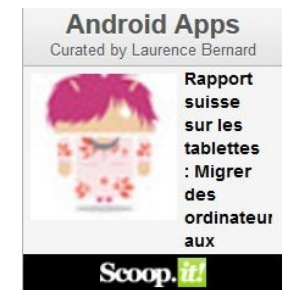 Android Apps
Curated by Laurence Bernard
Rapport
suisse
sur les
tablettes
: Migrer
des
ordinateur
aux
Scoop.it!